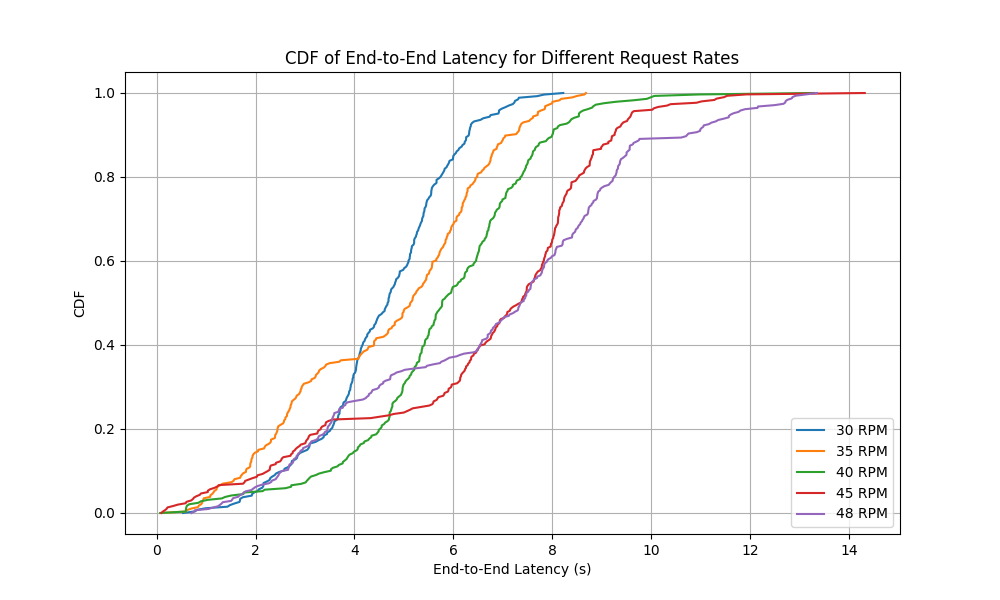 CDF of End-to-End Latency for Different Request Rates
1.0
0.8
0.6
0.4
0.2
0.0
CDF
0 2 4 6 8 10 12 14
End-to-End Latency (s)
30 RPM
35 RPM
40 RPM
45 RPM
48 RPM